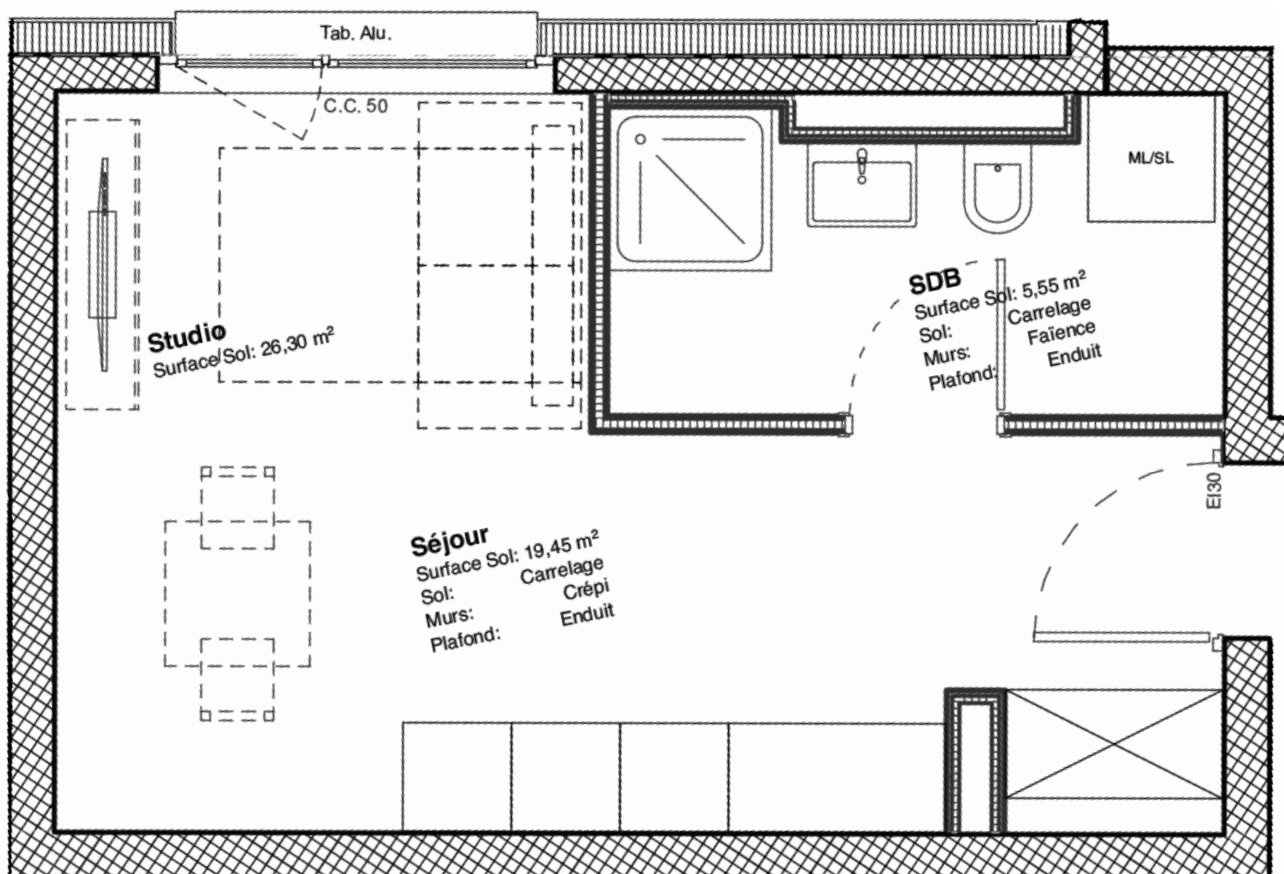 Tab. Alu.
C.C. 50
ML/SL
Studio
Surface Sol: 26,30 m²
SDB
Surface Sol: 5,55 m²
Sol: Carrelage
Murs: Faïence
Plafond: Enduit
EI30
Séjour
Surface Sol: 19,45 m²
Sol: Carrelage
Murs: Crépi
Plafond: Enduit